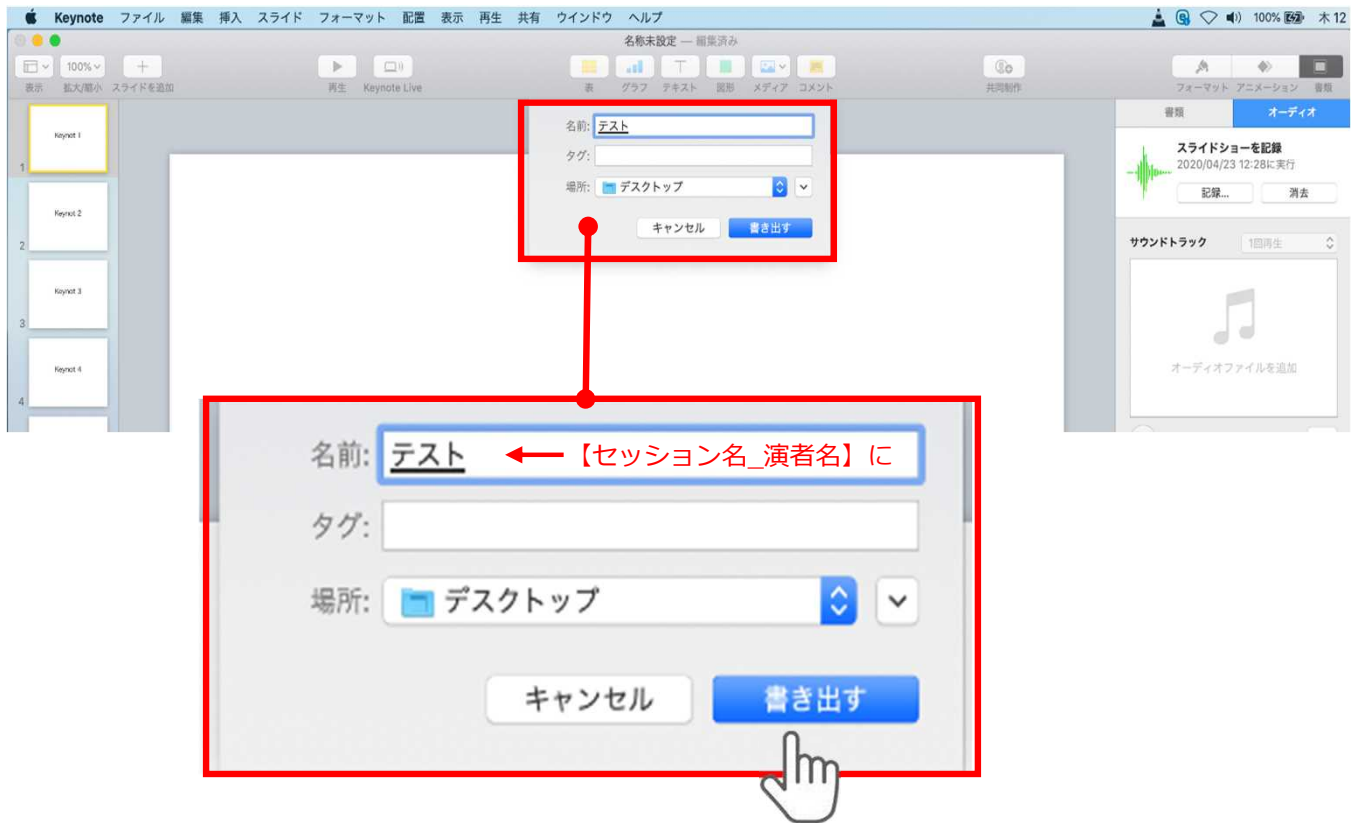 Keynote ファイル 編集 挿入 スライド フォーマット 配置 表示 再生 共有 ウインドウ ヘルプ 100% 木12
名称未設定 — 編集済み
100%
表示 拡大/縮小 スライドを追加 再生 Keynote Live 表 グラフ テキスト 図形 メディア コメント 共同制作 フォーマット アニメーション 書類
書類 オーディオ
Keynot 1
1
Keynot 2
2
Keynot 3
3
Keynot 4
4
名前: テスト
タグ:
場所: デスクトップ
キャンセル 書き出す
スライドショーを記録
2020/04/23 12:28に実行
記録... 消去
サウンドトラック 1回再生
オーディオファイルを追加
名前: テスト 【セッション名_演者名】に
タグ:
場所: デスクトップ
キャンセル 書き出す